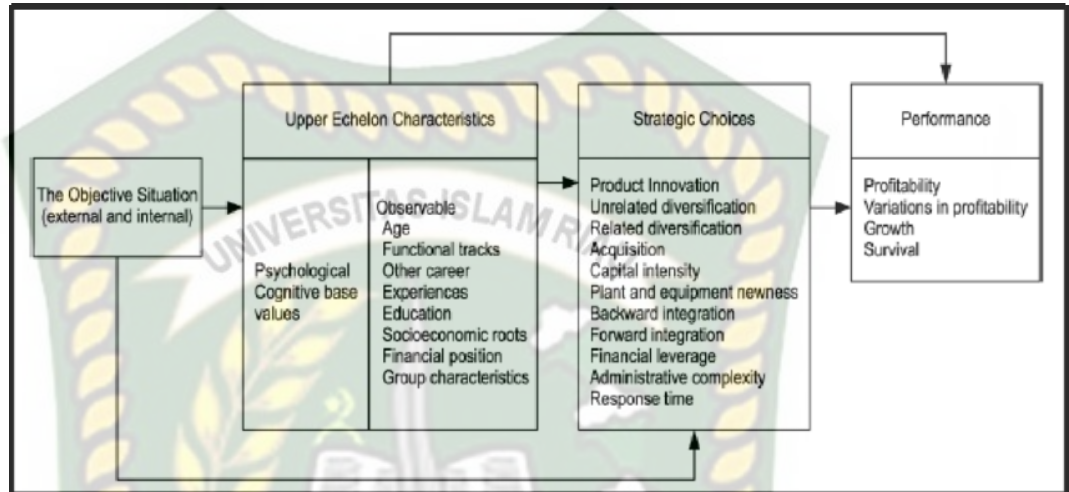 Upper Echelon Characteristics
Strategic Choices
Performance
The Objective Situation
(external and internal)
Psychological
Cognitive base
values
Observable
Age
Functional tracks
Other career
Experiences
Education
Socioeconomic roots
Financial position
Group characteristics
Product Innovation
Unrelated diversification
Related diversification
Acquisition
Capital intensity
Plant and equipment newness
Backward integration
Forward integration
Financial leverage
Administrative complexity
Response time
Profitability
Variations in profitability
Growth
Survival
UNIVERSITAS ISLAM RIAU